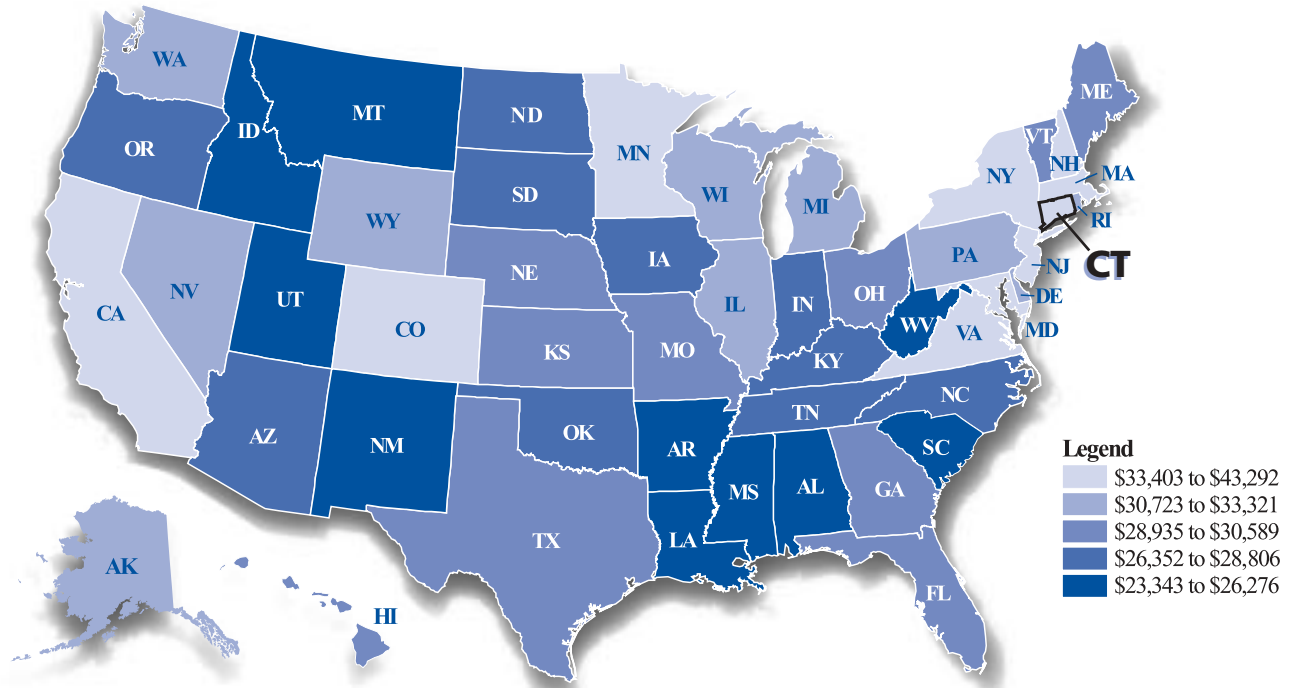 WA
MT
ND
MN
ME
OR
ID
VT
NH
SD
WI
MI
NY
MA
WY
RI
IA
NE
PA
CT
NV
UT
CO
IL
IN
OH
NJ
DE
CA
WV
VA
MD
KS
MO
KY
AZ
NM
OK
AR
TN
NC
SC
MS
AL
GA
TX
LA
FL
AK
HI
Legend
$33,403 to $43,292
$30,723 to $33,321
$28,935 to $30,589
$26,352 to $28,806
$23,343 to $26,276